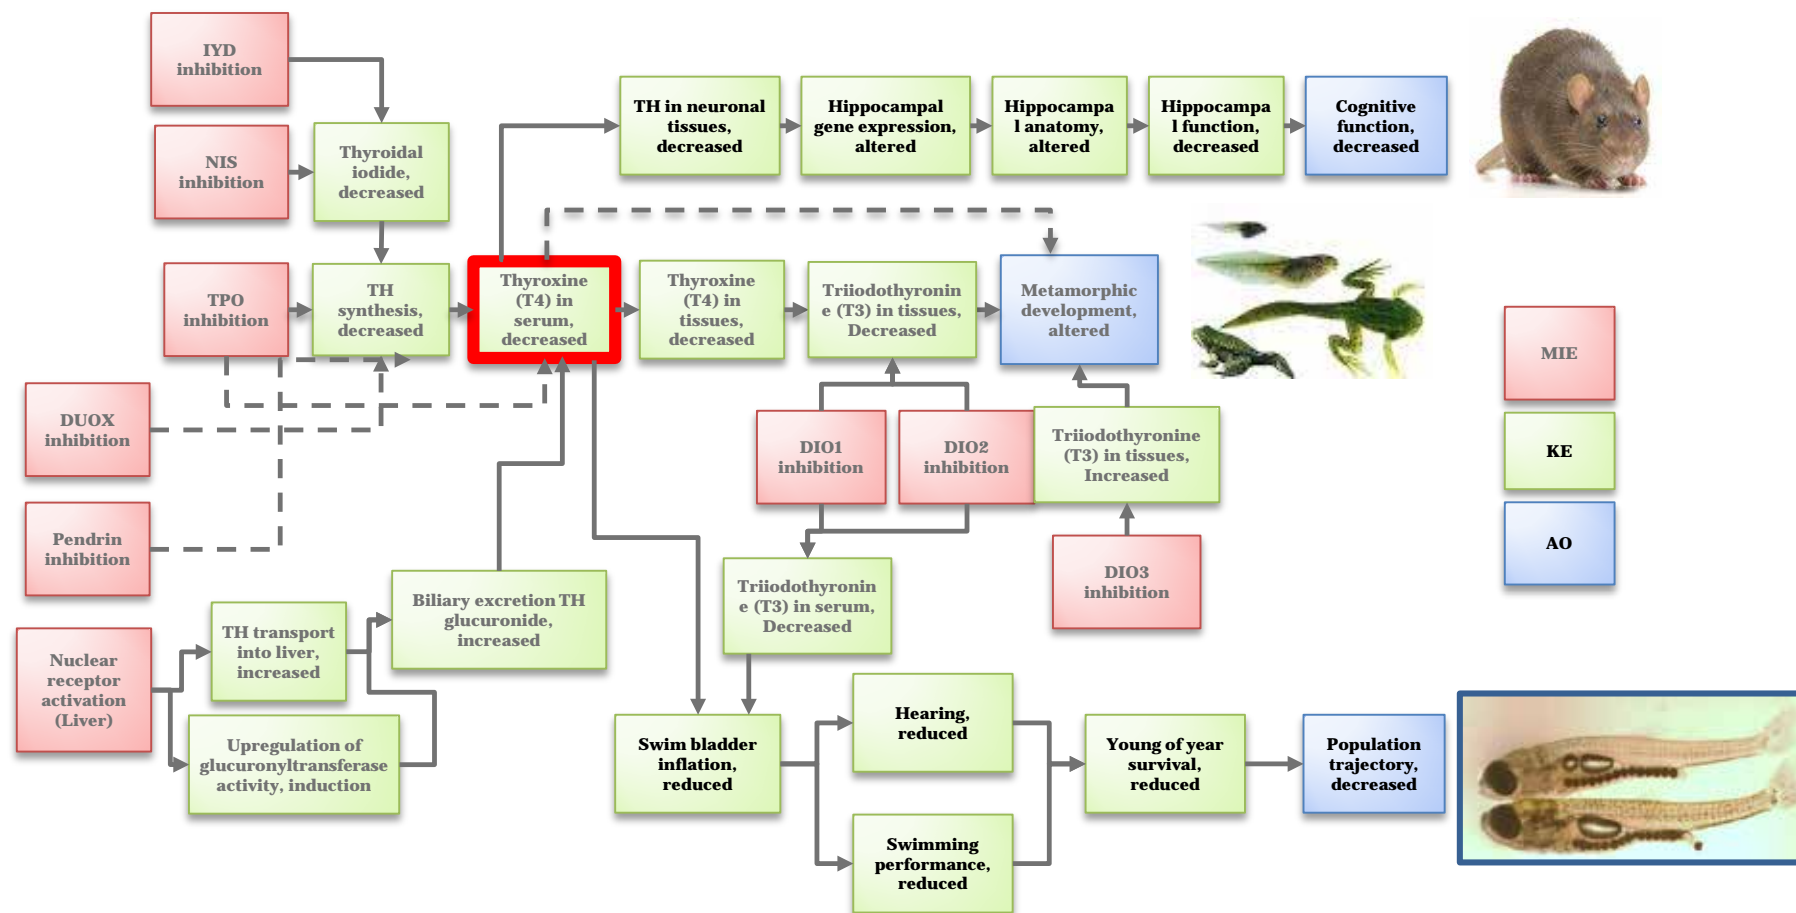 IYD
inhibition
NIS
inhibition
Thyroidal
iodide,
decreased
TH in neuronal
tissues,
decreased
Hippocampal
gene expression,
altered
Hippocampa
l anatomy,
altered
Hippocampa
l function,
decreased
Cognitive
function,
decreased
TPO
inhibition
TH
synthesis,
decreased
Thyroxine
(T4) in
serum,
decreased
Thyroxine
(T4) in
tissues,
decreased
Triiodothyronin
e (T3) in tissues,
Decreased
Metamorphic
development,
altered
MIE
KE
AO
DUOX
inhibition
Pendrin
inhibition
DIO1
inhibition
DIO2
inhibition
Triiodothyronine
(T3) in tissues,
Increased
DIO3
inhibition
Triiodothyronin
e (T3) in serum,
Decreased
Biliary excretion TH
glucuronide,
increased
TH transport
into liver,
increased
Nuclear
receptor
activation
(Liver)
Upregulation of
glucuronyltransferase
activity, induction
Swim bladder
inflation,
reduced
Hearing,
reduced
Swimming
performance,
reduced
Young of year
survival,
reduced
Population
trajectory,
decreased